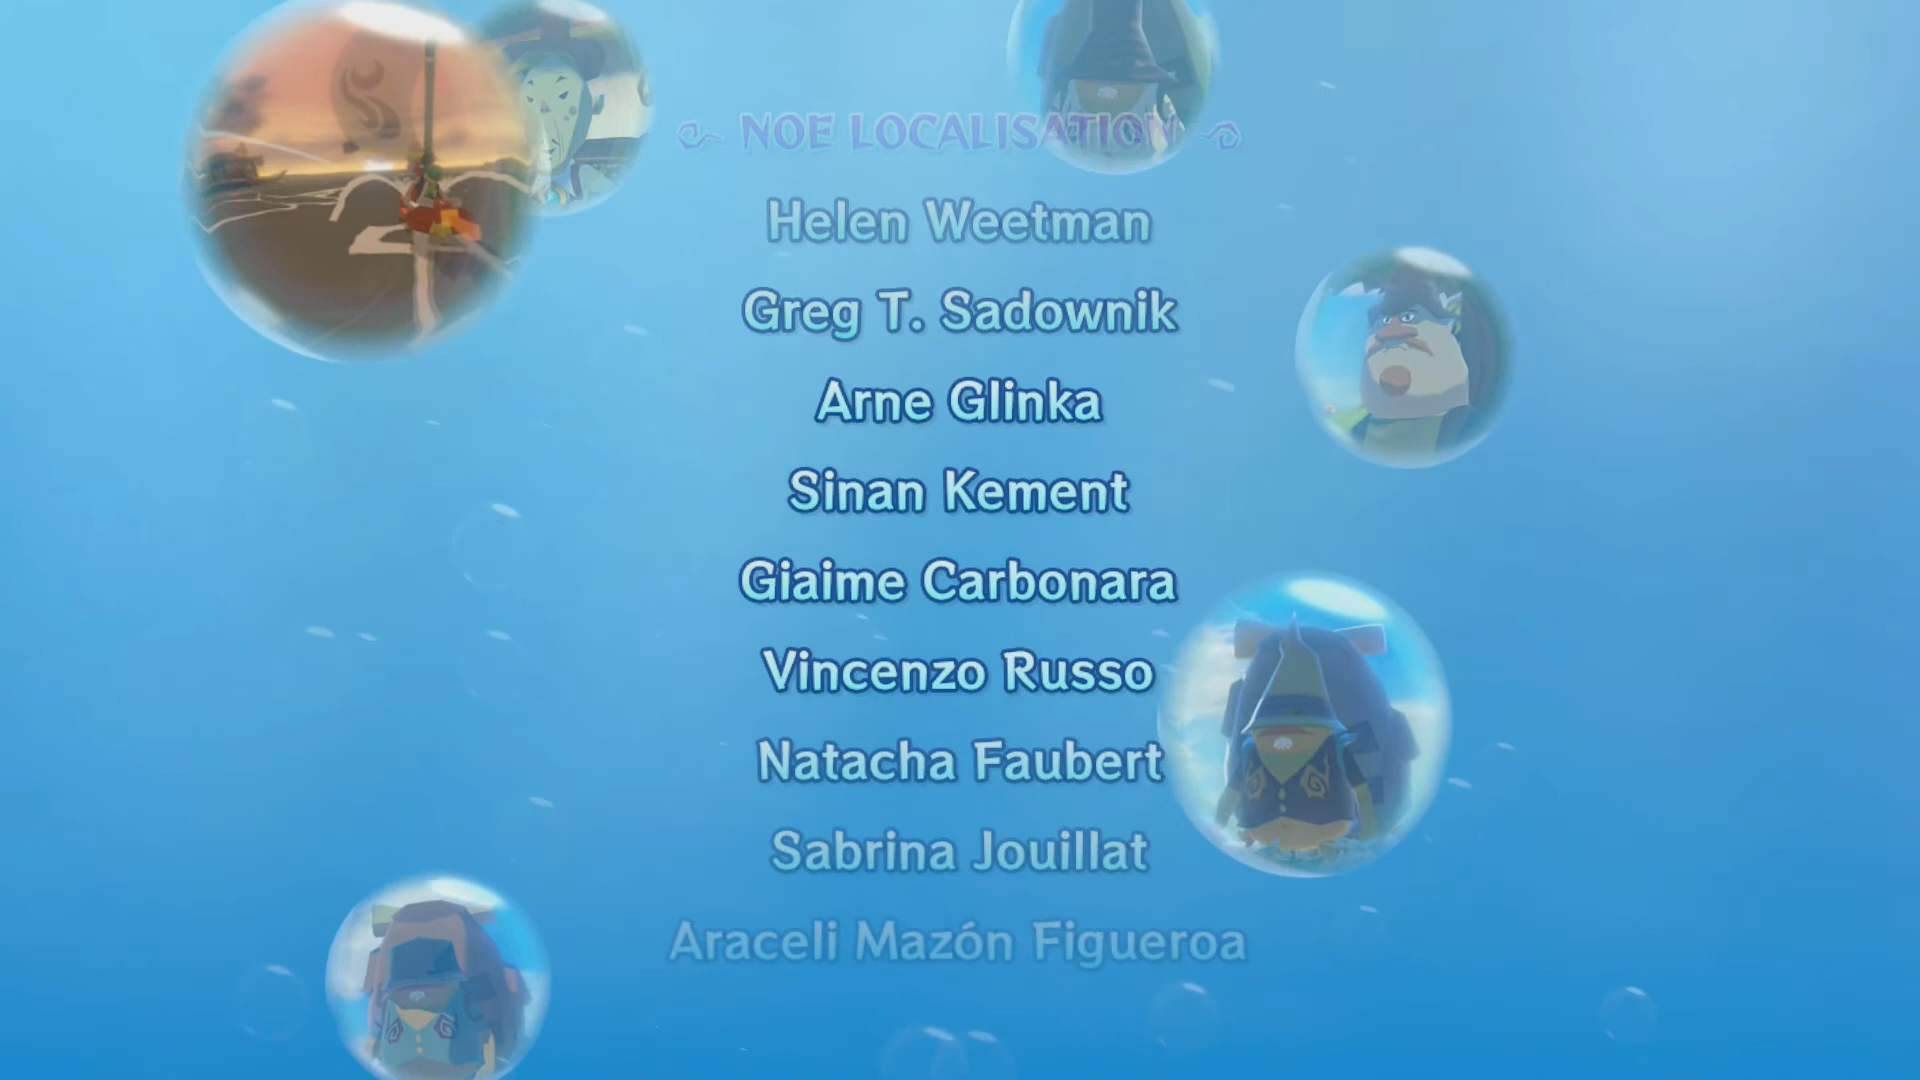 NOE LOCALISATION
Helen Weetman
Greg T. Sadownik
Arne Glinka
Sinan Kement
Giaime Carbonara
Vincenzo Russo
Natacha Faubert
Sabrina Jouillat
Araceli Mazón Figueroa